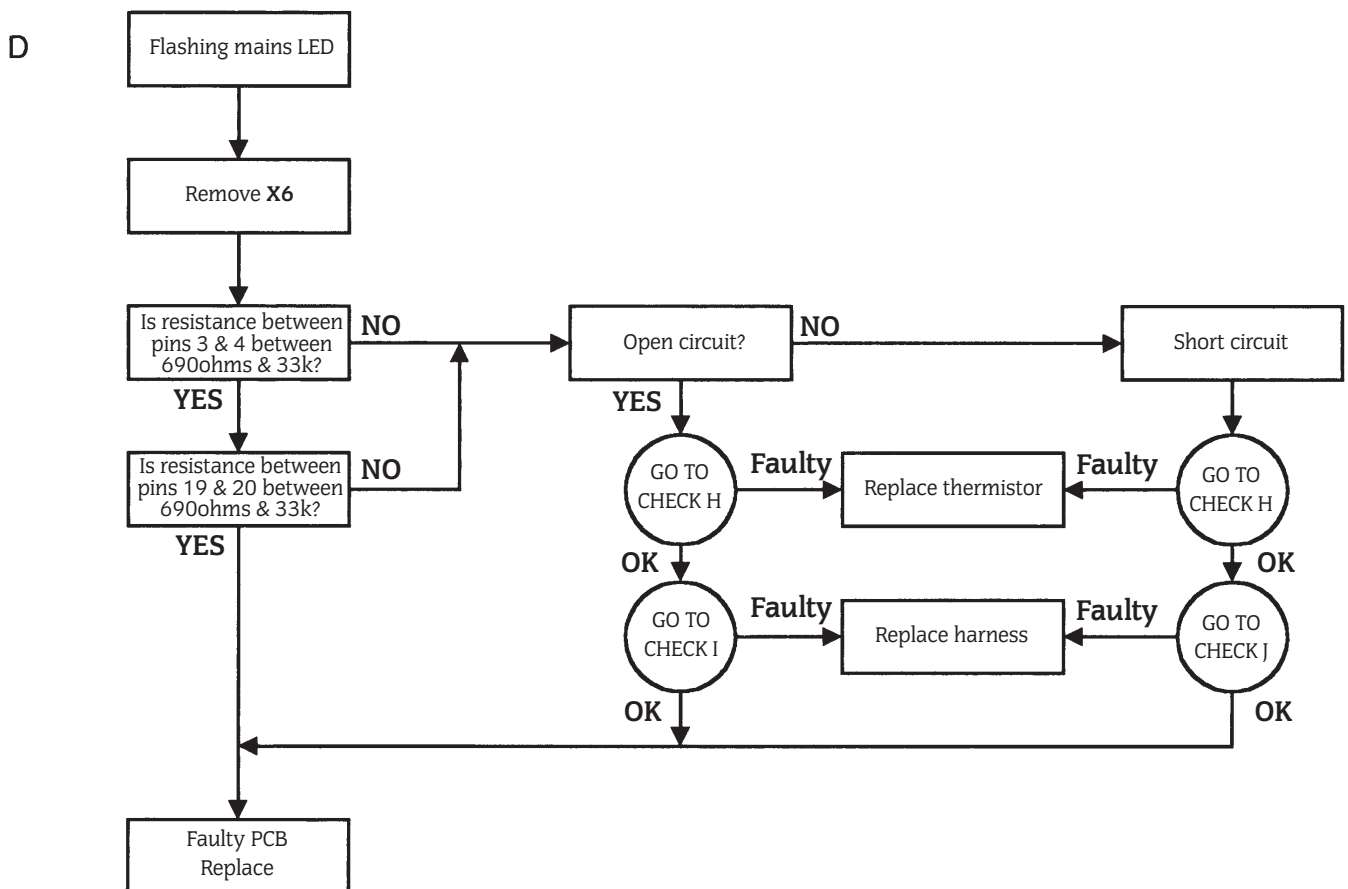 D
Flashing mains LED
Remove X6
Is resistance between
pins 3 & 4 between
690ohms & 33k?
NO
Open circuit?
NO
Short circuit
YES
YES
Is resistance between
pins 19 & 20 between
690ohms & 33k?
NO
GO TO
CHECK H
Faulty
Replace thermistor
Faulty
GO TO
CHECK H
YES
OK
OK
GO TO
CHECK I
Faulty
Replace harness
Faulty
GO TO
CHECK J
OK
OK
Faulty PCB
Replace